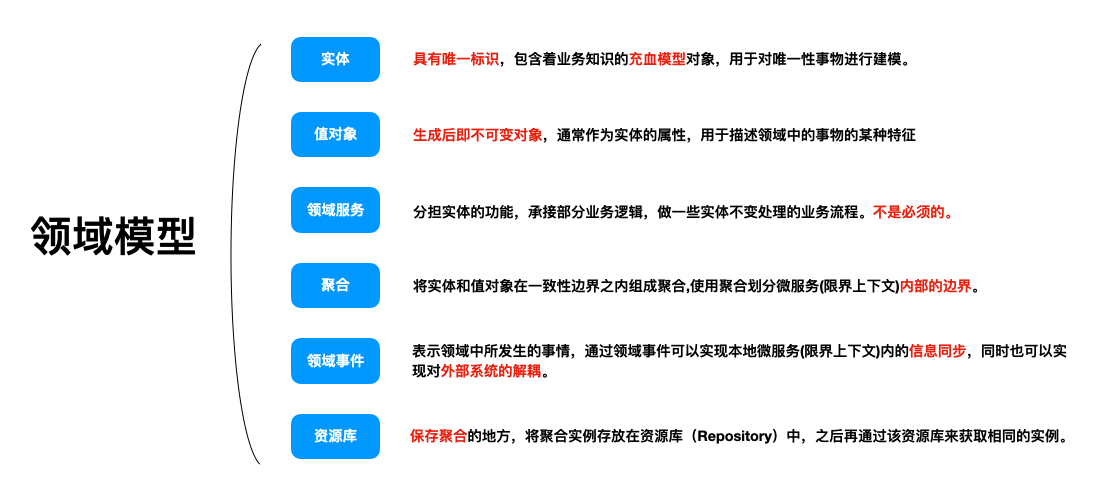 领域模型
实体
具有唯一标识，包含着业务知识的充血模型对象，用于对唯一性事物进行建模。
值对象
生成后即不可变对象，通常作为实体的属性，用于描述领域中的事物的某种特征
领域服务
分担实体的功能，承接部分业务逻辑，做一些实体不变处理的业务流程。不是必须的。
聚合
将实体和值对象在一致性边界之内组成聚合,使用聚合划分微服务(限界上下文)内部的边界。
领域事件
表示领域中所发生的事情，通过领域事件可以实现本地微服务(限界上下文)内的信息同步，同时也可以实
现对外部系统的解耦。
资源库
保存聚合的地方，将聚合实例存放在资源库（Repository）中，之后再通过该资源库来获取相同的实例。